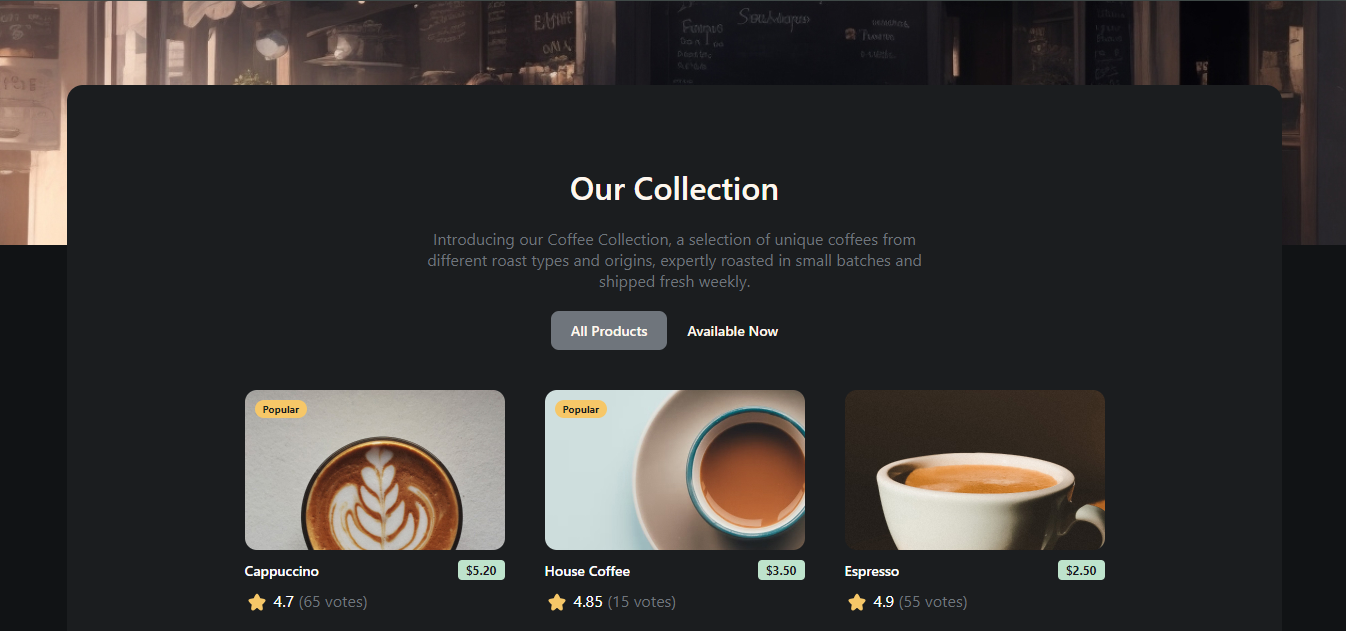 Our Collection
Introducing our Coffee Collection, a selection of unique coffees from
different roast types and origins, expertly roasted in small batches and
shipped fresh weekly.
All Products
Available Now
Popular
Popular
Cappuccino
$5.20
House Coffee
$3.50
Espresso
$2.50
4.7 (65 votes)
4.85 (15 votes)
4.9 (55 votes)